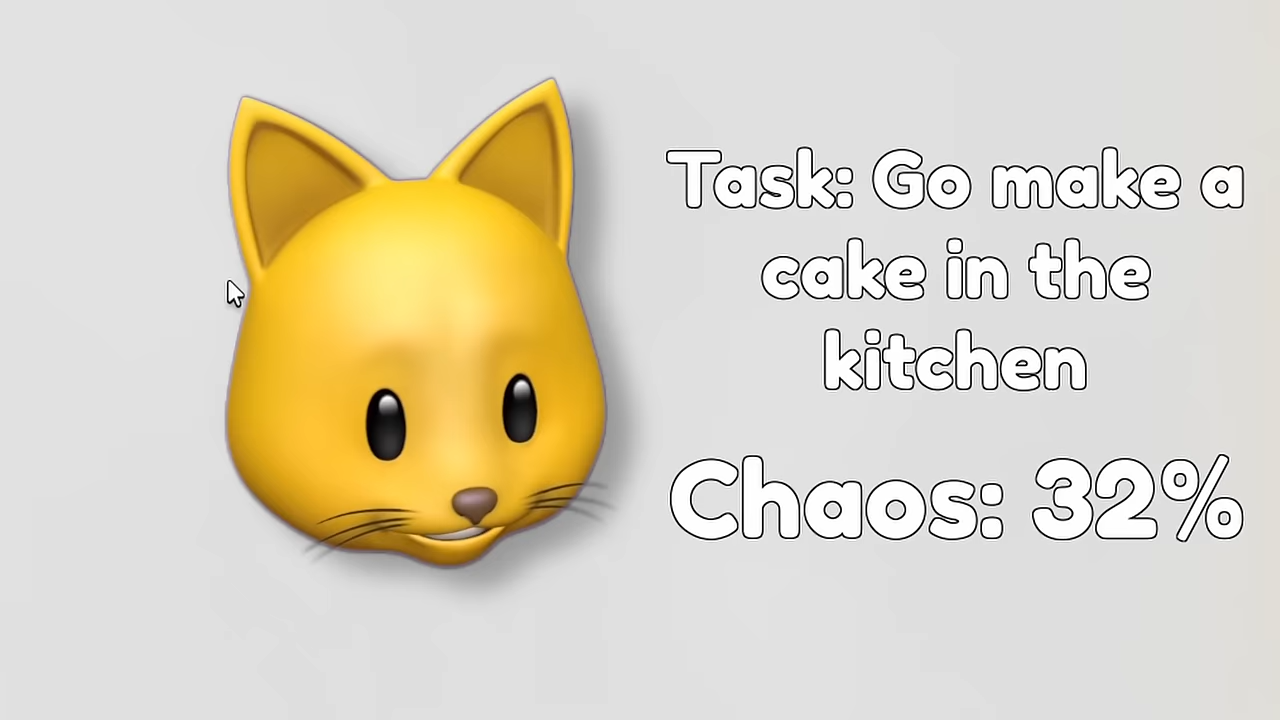 Task: Go make a
cake in the
kitchen
Chaos: 32%